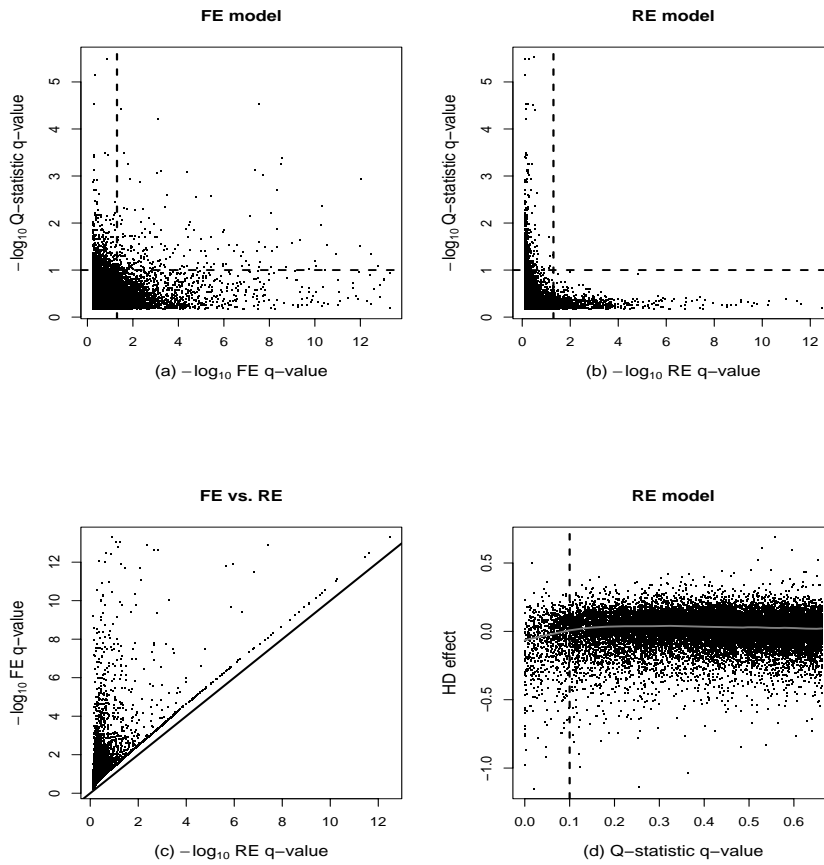 FE model
−log₁₀ Q−statistic q−value
5
4
3
2
1
0
0 2 4 6 8 10 12
(a) −log₁₀ FE q−value
RE model
−log₁₀ Q−statistic q−value
5
4
3
2
1
0
0 2 4 6 8 10 12
(b) −log₁₀ RE q−value
FE vs. RE
−log₁₀ FE q−value
12
10
8
6
4
2
0
0 2 4 6 8 10 12
(c) −log₁₀ RE q−value
RE model
HD effect
0.5
0.0
−0.5
−1.0
0.0 0.1 0.2 0.3 0.4 0.5 0.6
(d) Q−statistic q−value